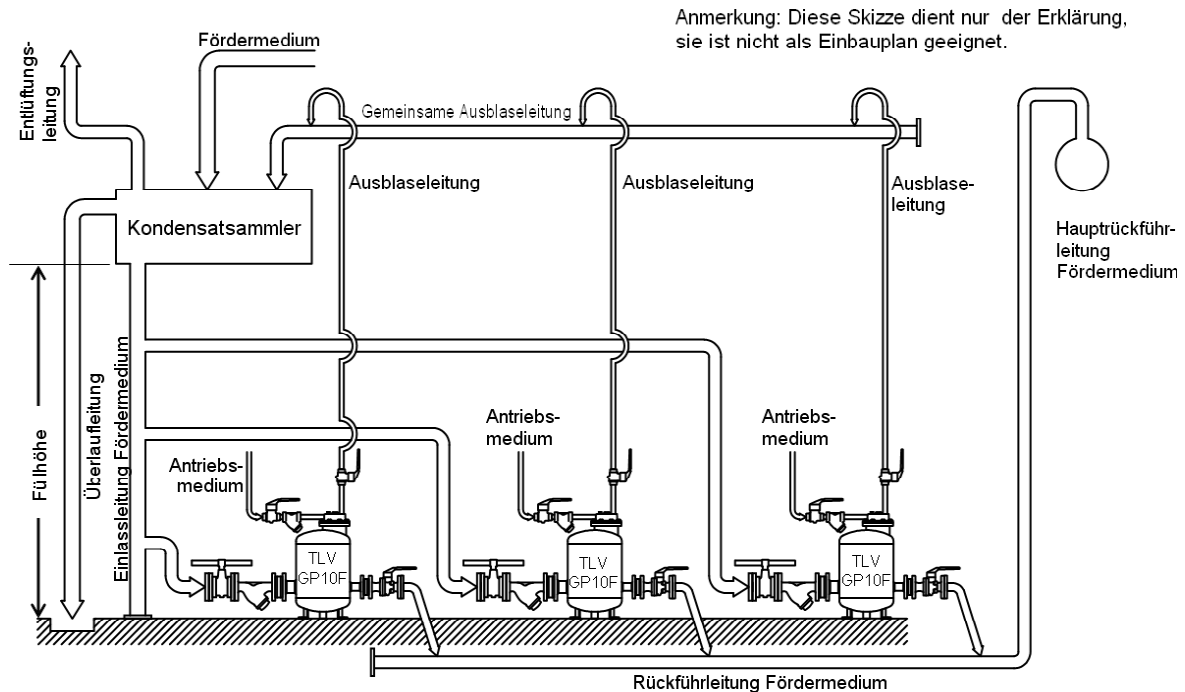 Anmerkung: Diese Skizze dient nur der Erklärung,
sie ist nicht als Einbauplan geeignet.
Fördermedium
Entlüftungs-
leitung
Gemeinsame Ausblaseleitung
Ausblaseleitung
Ausblaseleitung
Ausblase-
leitung
Kondensatsammler
Hauptrückführ-
leitung
Fördermedium
Fülhöhe
Überlaufleitung
Einlassleitung Fördermedium
Antriebs-
medium
Antriebs-
medium
Antriebs-
medium
TLV
GP10F
TLV
GP10F
TLV
GP10F
Rückführleitung Fördermedium